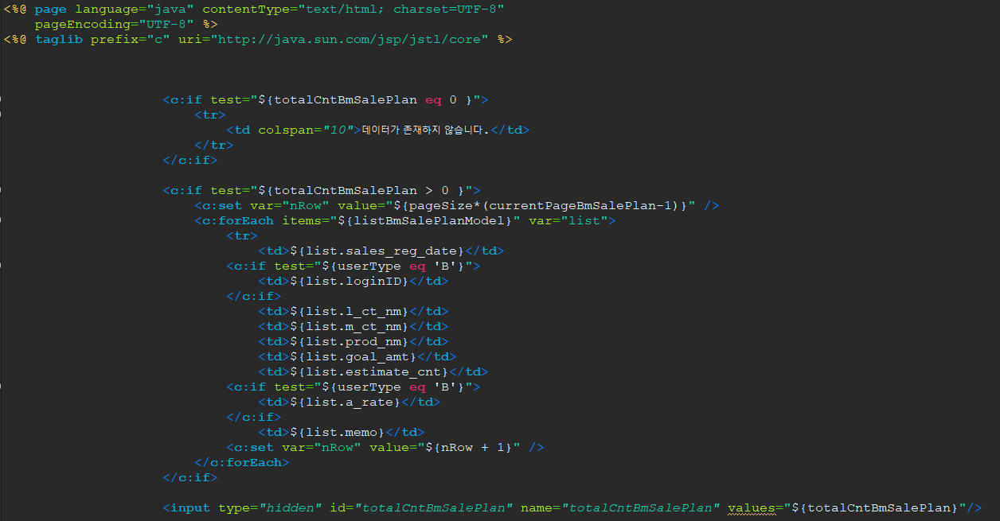 <%@ page language="java" contentType="text/html; charset=UTF-8"
pageEncoding="UTF-8" %>
<%@ taglib prefix="c" uri="http://java.sun.com/jsp/jstl/core" %>
<c:if test="${totalCntBmSalePlan eq 0 }">
<tr>
<td colspan="10">데이터가 존재하지 않습니다.</td>
</tr>
</c:if>
<c:if test="${totalCntBmSalePlan > 0 }">
<c:set var="nRow" value="${pageSize*(currentPageBmSalePlan-1)}" />
<c:forEach items="${listBmSalePlanModel}" var="list">
<tr>
<td>${list.sales_reg_date}</td>
<c:if test="${userType eq 'B'}">
<td>${list.loginID}</td>
</c:if>
<td>${list.l_ct_nm}</td>
<td>${list.m_ct_nm}</td>
<td>${list.prod_nm}</td>
<td>${list.goal_amt}</td>
<td>${list.estimate_cnt}</td>
<c:if test="${userType eq 'B'}">
<td>${list.a_rate}</td>
</c:if>
<td>${list.memo}</td>
<c:set var="nRow" value="${nRow + 1}" />
</c:forEach>
</c:if>
<input type="hidden" id="totalCntBmSalePlan" name="totalCntBmSalePlan" values="${totalCntBmSalePlan}"/>